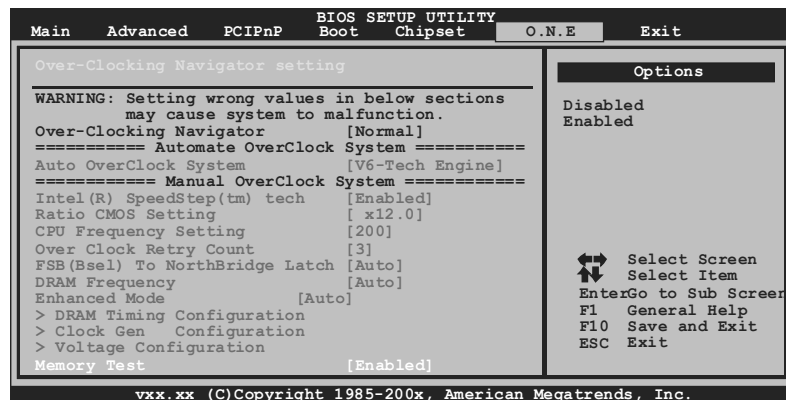 BIOS SETUP UTILITY
Main Advanced PCIPnP Boot Chipset O.N.E Exit
Over-Clocking Navigator setting
WARNING: Setting wrong values in below sections
may cause system to malfunction.
Over-Clocking Navigator [Normal]
=========== Automate OverClock System ===========
Auto OverClock System [V6-Tech Engine]
============ Manual OverClock System ============
Intel(R) SpeedStep(tm) tech [Enabled]
Ratio CMOS Setting [ x12.0]
CPU Frequency Setting [200]
Over Clock Retry Count [3]
FSB(Bsel) To NorthBridge Latch [Auto]
DRAM Frequency [Auto]
Enhanced Mode [Auto]
> DRAM Timing Configuration
> Clock Gen Configuration
> Voltage Configuration
Memory Test [Enabled]
Options
Disabled
Enabled
Select Screen
Select Item
EnterGo to Sub Screen
F1 General Help
F10 Save and Exit
ESC Exit
vxx.xx (C)Copyright 1985-200x, American Megatrends, Inc.